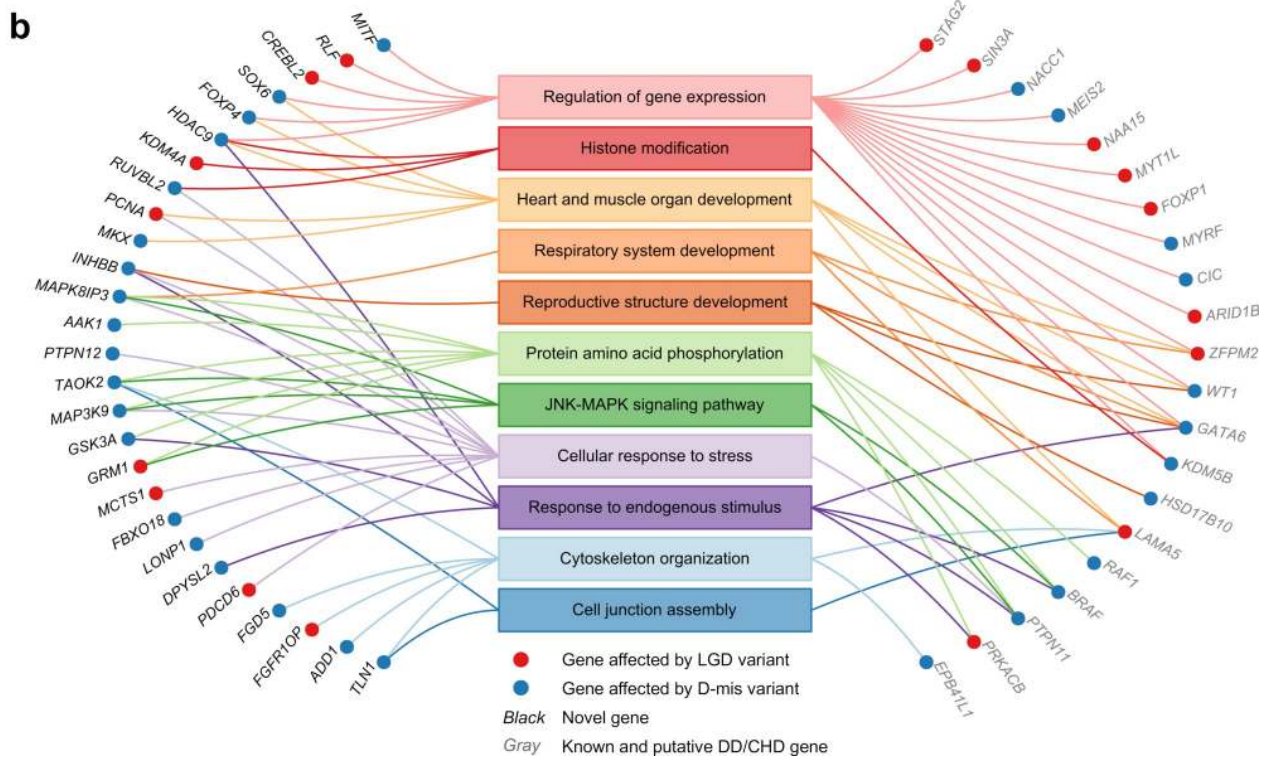 b
MITF
RLF
CREBL2
SOX6
FOXP4
HDAC9
KDM4A
RUVBL2
PCNA
MKX
INHBB
MAPK8IP3
AAK1
PTPN12
TAOK2
MAP3K9
GSK3A
GRM1
MCTS1
FBXO18
LONP1
DPYSL2
PDCD6
FGD5
FGFR1OP
ADD1
TLN1
Regulation of gene expression
Histone modification
Heart and muscle organ development
Respiratory system development
Reproductive structure development
Protein amino acid phosphorylation
JNK-MAPK signaling pathway
Cellular response to stress
Response to endogenous stimulus
Cytoskeleton organization
Cell junction assembly
STAG2
SIN3A
NACC1
MEIS2
NAA15
MYT1L
FOXP1
MYRF
CIC
ARID1B
ZFPM2
WT1
GATA6
KDM5B
HSD17B10
LAMA5
RAF1
BRAF
PTPN11
PRKACB
EPB41L1
Gene affected by LGD variant
Gene affected by D-mis variant
Black Novel gene
Gray Known and putative DD/CHD gene